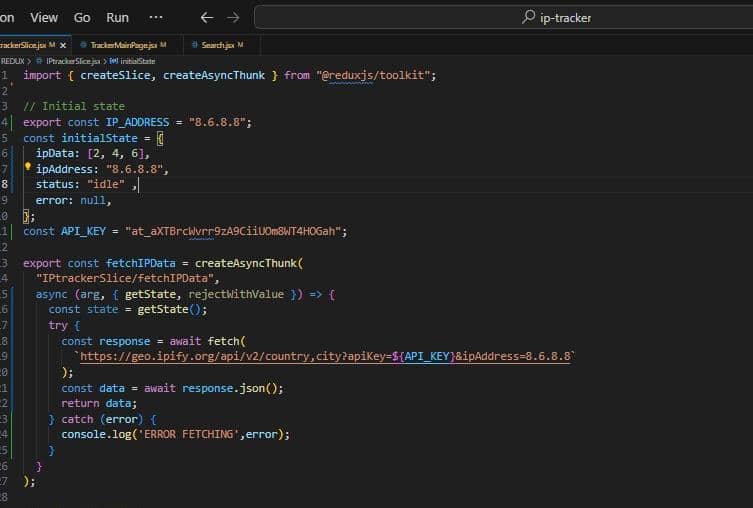 on View Go Run ··· ← → ip-tracker
rackerSlice.jsx M × TrackerMainPage.jsx M Search.jsx M
REDUX > IPtrackerSlice.jsx > initialState
1 import { createSlice, createAsyncThunk } from "@reduxjs/toolkit";
2
3 // Initial state
4 export const IP_ADDRESS = "8.6.8.8";
5 const initialState = {
6 ipData: [2, 4, 6],
7 ipAddress: "8.6.8.8",
8 status: "idle" ,
9 error: null,
0 };
1 const API_KEY = "at_aXTBrcWvrr9zA9CiiUOm8WT4HOGah";
2
3 export const fetchIPData = createAsyncThunk(
4 "IPtrackerSlice/fetchIPData",
5 async (arg, { getState, rejectWithValue }) => {
6 const state = getState();
7 try {
8 const response = await fetch(
9 `https://geo.ipify.org/api/v2/country,city?apiKey=${API_KEY}&ipAddress=8.6.8.8`
0 );
1 const data = await response.json();
2 return data;
3 } catch (error) {
4 console.log('ERROR FETCHING',error);
5 }
6 }
7 );
8